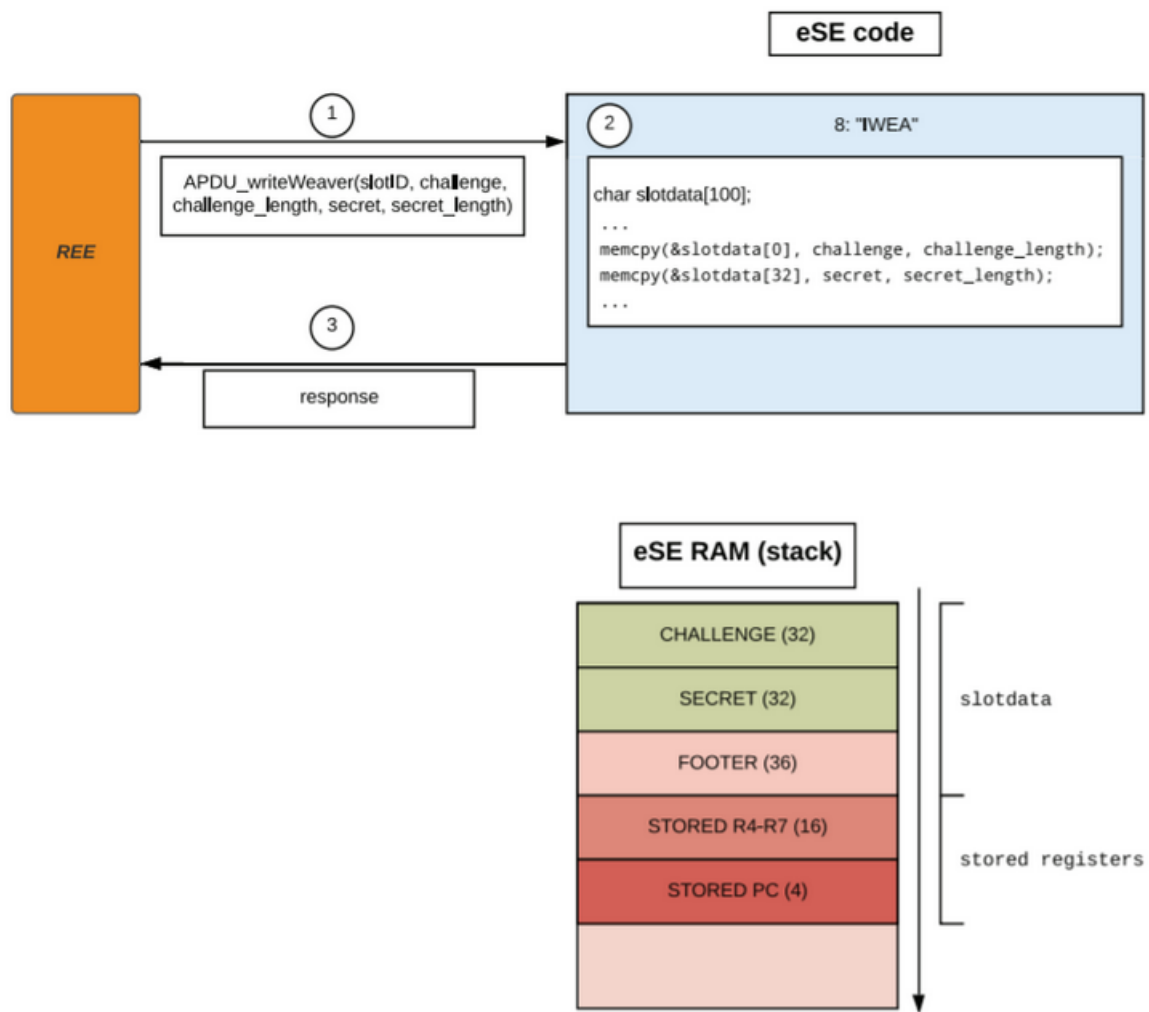 eSE code
1
2
8: "IWEA"
APDU_writeWeaver(slotID, challenge,
challenge_length, secret, secret_length)
char slotdata[100];
...
memcpy(&slotdata[0], challenge, challenge_length);
memcpy(&slotdata[32], secret, secret_length);
...
REE
3
response
eSE RAM (stack)
CHALLENGE (32)
SECRET (32)
slotdata
FOOTER (36)
STORED R4-R7 (16)
stored registers
STORED PC (4)